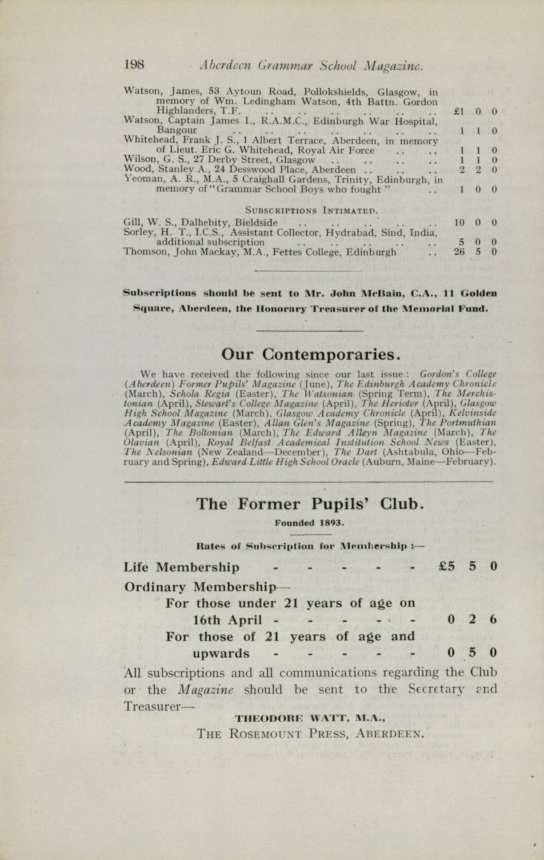 198 Aberdeen Grammar School Magazine.
Watson, James, 53 Aytoun Road, Pollokshields, Glasgow, in
memory of Wm. Ledingham Watson, 4th Battn. Gordon
Highlanders, T.F. .. .. .. .. .. .. £1 0 0
Watson, Captain James I., R.A.M.C., Edinburgh War Hospital,
Bangour .. .. .. .. .. .. .. 1 1 0
Whitehead, Frank J. S., 1 Albert Terrace, Aberdeen, in memory
of Lieut. Eric G. Whitehead, Royal Air Force .. .. 1 1 0
Wilson, G. S., 27 Derby Street, Glasgow .. .. .. .. 1 1 0
Wood, Stanley A., 24 Desswood Place, Aberdeen .. .. .. 2 2 0
Yeoman, A. R., M.A., 5 Craighall Gardens, Trinity, Edinburgh, in
memory of "Grammar School Boys who fought" .. 1 0 0
Subscriptions Intimated.
Gill, W. S., Dalhebity, Bieldside .. .. .. .. .. 10 0 0
Sorley, H. T., I.C.S., Assistant Collector, Hydrabad, Sind, India,
additional subscription .. .. .. .. .. 5 0 0
Thomson, John Mackay, M.A., Fettes College, Edinburgh .. 26 5 0
Subscriptions should be sent to Mr. John McBain, C.A., 11 Golden
Square, Aberdeen, the Honorary Treasurer of the Memorial Fund.
Our Contemporaries.
We have received the following since our last issue : Gordon's College
(Aberdeen) Former Pupils' Magazine (June), The Edinburgh Academy Chronicle
(March), Schola Regia (Easter), The Watsonian (Spring Term), The Merchis-
tonian (April), Stewart's College Magazine (April), The Herioter (April), Glasgow
High School Magazine (March), Glasgow Academy Chronicle (April), Kelvinside
Academy Magazine (Easter), Allan Glen's Magazine (Spring), The Portmuthian
(April), The Boltonian (March), The Edward Alleyn Magazine (March), The
Olavian (April), Royal Belfast Academical Institution School News (Easter),
The Nelsonian (New Zealand—December), The Dart (Ashtabula, Ohio—Feb-
ruary and Spring), Edward Little High School Oracle (Auburn, Maine—February).
The Former Pupils' Club.
Founded 1893.
Rates of Subscription for Membership :—
Life Membership - - - - - £5 5 0
Ordinary Membership—
For those under 21 years of age on
16th April - - - - - 0 2 6
For those of 21 years of age and
upwards - - - - - 0 5 0
All subscriptions and all communications regarding the Club
or the Magazine should be sent to the Secretary and
Treasurer—
THEODORE WATT, M.A.,
The Rosemount Press, Aberdeen.